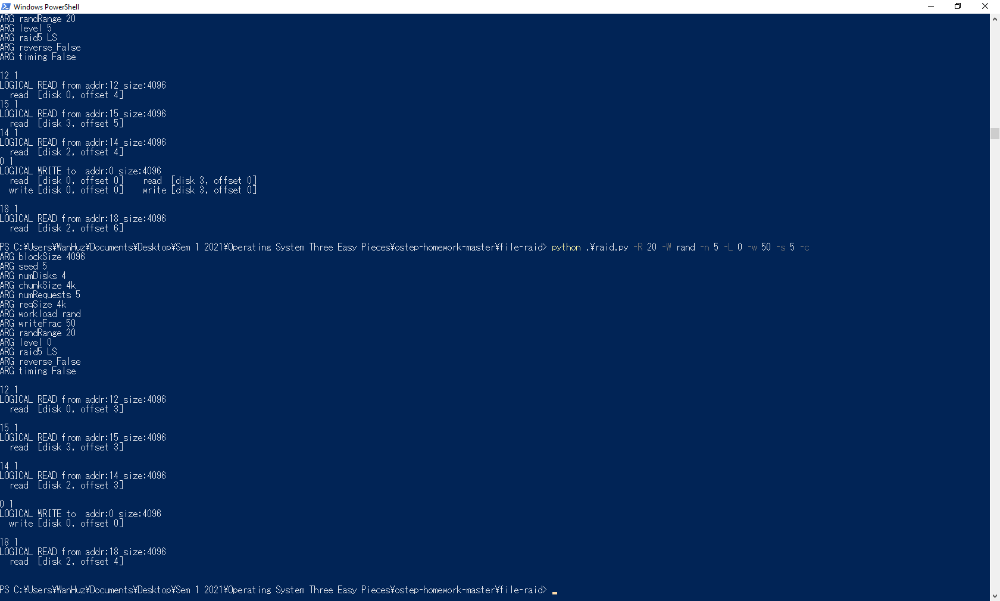 Windows PowerShell
ARG randRange 20
ARG level 5
ARG raid5 LS
ARG reverse False
ARG timing False
12 1
LOGICAL READ from addr:12 size:4096
read [disk 0, offset 4]
15 1
LOGICAL READ from addr:15 size:4096
read [disk 3, offset 5]
14 1
LOGICAL READ from addr:14 size:4096
read [disk 2, offset 4]
0 1
LOGICAL WRITE to addr:0 size:4096
read [disk 0, offset 0] read [disk 3, offset 0]
write [disk 0, offset 0] write [disk 3, offset 0]
18 1
LOGICAL READ from addr:18 size:4096
read [disk 2, offset 6]
PS C:¥Users¥WanHuz¥Documents¥Desktop¥Sem 1 2021¥Operating System Three Easy Pieces¥ostep-homework-master¥file-raid> python .¥raid.py -R 20 -W rand -n 5 -L 0 -w 50 -s 5 -c
ARG blockSize 4096
ARG seed 5
ARG numDisks 4
ARG chunkSize 4k
ARG numRequests 5
ARG reqSize 4k
ARG workload rand
ARG writeFrac 50
ARG randRange 20
ARG level 0
ARG raid5 LS
ARG reverse False
ARG timing False
12 1
LOGICAL READ from addr:12 size:4096
read [disk 0, offset 3]
15 1
LOGICAL READ from addr:15 size:4096
read [disk 3, offset 3]
14 1
LOGICAL READ from addr:14 size:4096
read [disk 2, offset 3]
0 1
LOGICAL WRITE to addr:0 size:4096
write [disk 0, offset 0]
18 1
LOGICAL READ from addr:18 size:4096
read [disk 2, offset 4]
PS C:¥Users¥WanHuz¥Documents¥Desktop¥Sem 1 2021¥Operating System Three Easy Pieces¥ostep-homework-master¥file-raid>